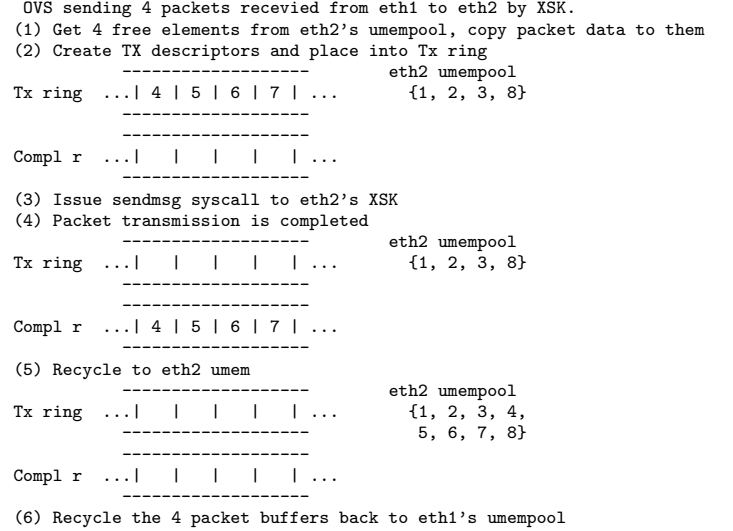 OVS sending 4 packets recevied from eth1 to eth2 by XSK.
(1) Get 4 free elements from eth2's umempool, copy packet data to them
(2) Create TX descriptors and place into Tx ring
-------------------        eth2 umempool
Tx ring  ...| 4 | 5 | 6 | 7 | ...       {1, 2, 3, 8}
-------------------
-------------------
Compl r  ...|   |   |   |   | ...
-------------------
(3) Issue sendmsg syscall to eth2's XSK
(4) Packet transmission is completed
-------------------        eth2 umempool
Tx ring  ...|   |   |   |   | ...       {1, 2, 3, 8}
-------------------
-------------------
Compl r  ...| 4 | 5 | 6 | 7 | ...
-------------------
(5) Recycle to eth2 umem
-------------------        eth2 umempool
Tx ring  ...|   |   |   |   | ...       {1, 2, 3, 4,
-------------------           5, 6, 7, 8}
-------------------
Compl r  ...|   |   |   |   | ...
-------------------
(6) Recycle the 4 packet buffers back to eth1's umempool